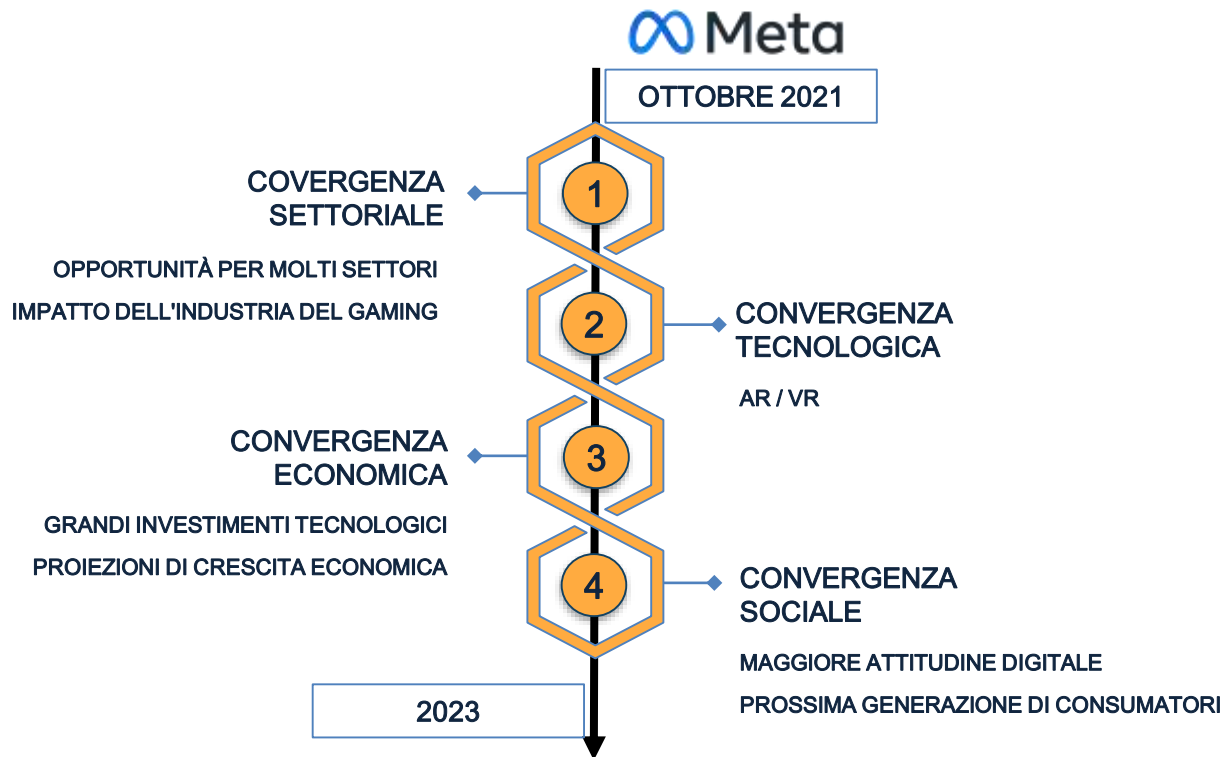 Meta
OTTOBRE 2021
1
COVERGENZA
SETTORIALE
OPPORTUNITÀ PER MOLTI SETTORI
IMPATTO DELL'INDUSTRIA DEL GAMING
2
CONVERGENZA
TECNOLOGICA
AR / VR
3
CONVERGENZA
ECONOMICA
GRANDI INVESTIMENTI TECNOLOGICI
PROIEZIONI DI CRESCITA ECONOMICA
4
CONVERGENZA
SOCIALE
MAGGIORE ATTITUDINE DIGITALE
PROSSIMA GENERAZIONE DI CONSUMATORI
2023